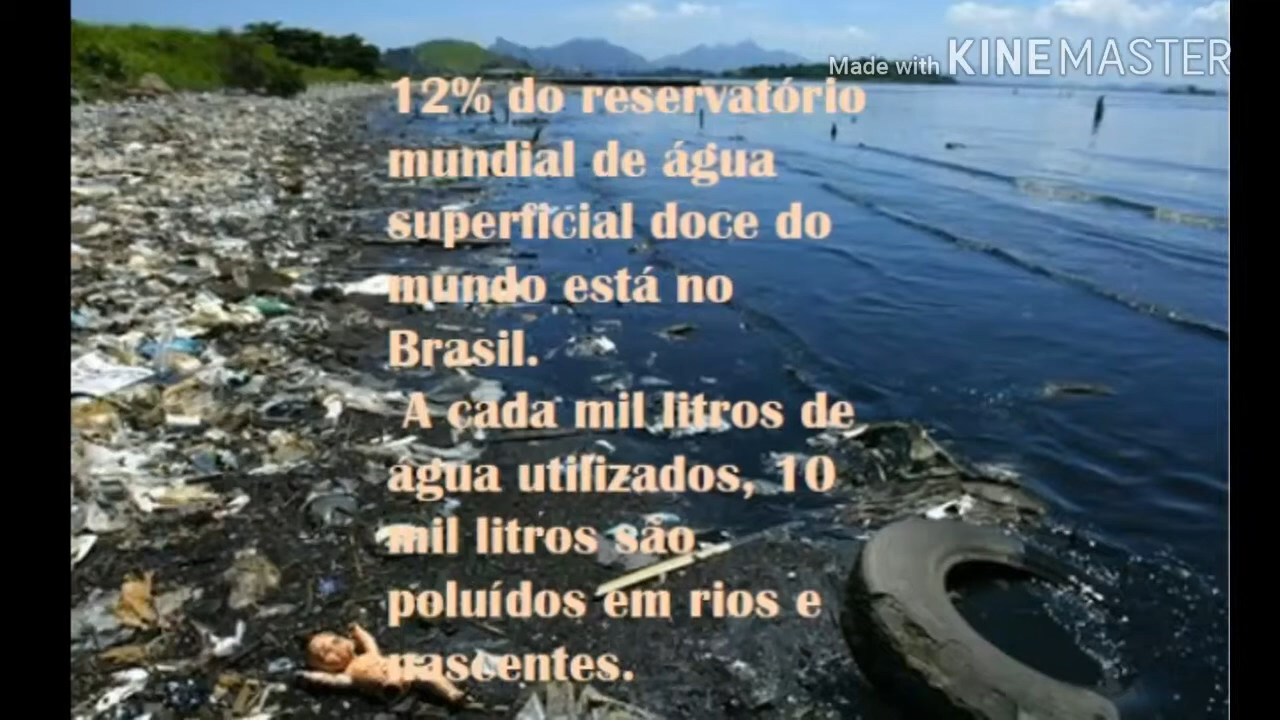 Made with KINEMASTER
12% do reservatório
mundial de água
superficial doce do
mundo está no
Brasil.
A cada mil litros de
agua utilizados, 10
mil litros são
poluídos em rios e
nascentes.